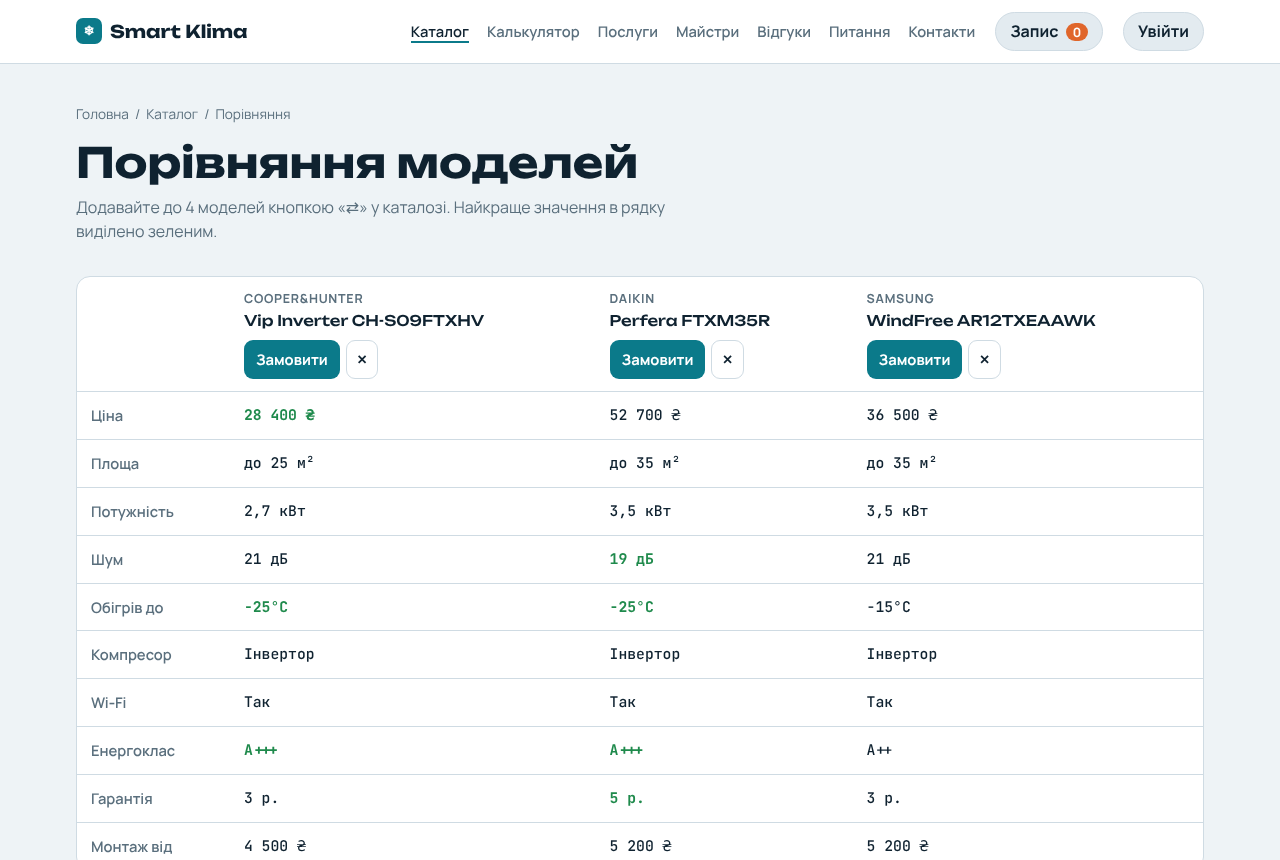 ❄ Smart Klima Каталог Калькулятор Послуги Майстри Відгуки Питання Контакти Запис 0 Увійти
Головна / Каталог / Порівняння
Порівняння моделей
Додавайте до 4 моделей кнопкою «⇄» у каталозі. Найкраще значення в рядку
виділено зеленим.
COOPER&HUNTER DAIKIN SAMSUNG
Vip Inverter CH-S09FTXHV Perfera FTXM35R WindFree AR12TXEAAWK
Замовити × Замовити × Замовити ×
Ціна 28 400 ₴ 52 700 ₴ 36 500 ₴
Площа до 25 м² до 35 м² до 35 м²
Потужність 2,7 кВт 3,5 кВт 3,5 кВт
Шум 21 дБ 19 дБ 21 дБ
Обігрів до -25°C -25°C -15°C
Компресор Інвертор Інвертор Інвертор
Wi-Fi Так Так Так
Енергоклас A+++ A+++ A++
Гарантія 3 р. 5 р. 3 р.
Монтаж від 4 500 ₴ 5 200 ₴ 5 200 ₴